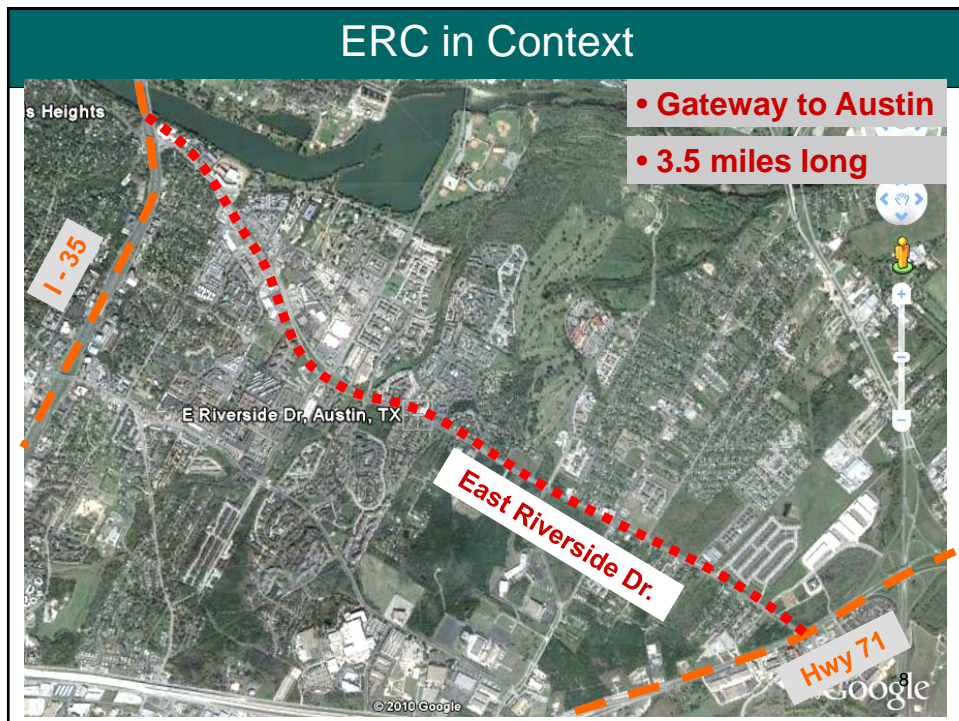 ERC in Context
s Heights
• Gateway to Austin
• 3.5 miles long
I - 35
E Riverside Dr, Austin, TX
East Riverside Dr.
Hwy 71
8
Google
© 2010 Google